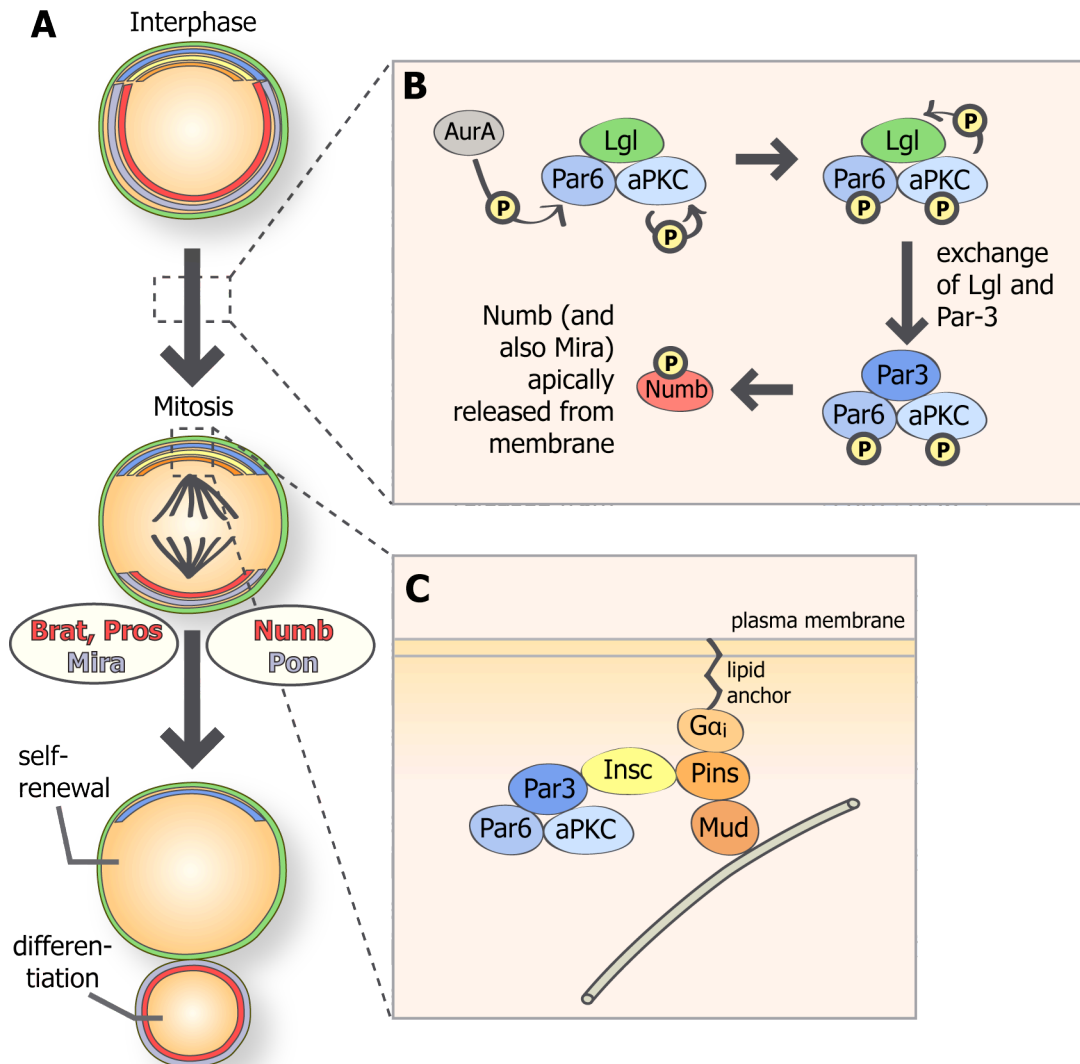 A
Interphase
Mitosis
Brat, Pros
Mira
Numb
Pon
self-
renewal
differen-
tiation
B
AurA
P
Lgl
Par6
aPKC
P
Lgl
P
Par6
aPKC
P
P
exchange
of Lgl and
Par-3
Par3
Par6
aPKC
P
P
P
Numb
Numb (and
also Mira)
apically
released from
membrane
C
plasma membrane
lipid
anchor
Gαi
Insc
Pins
Par3
Par6
aPKC
Mud